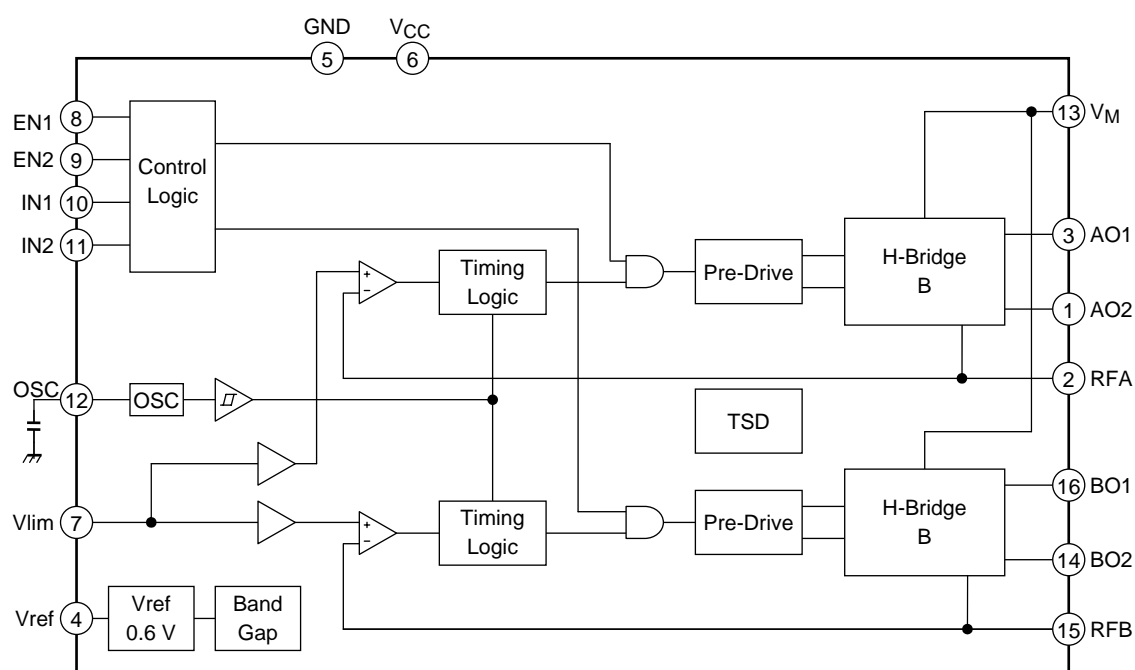 GND
VCC
5
6
8
EN1
9
EN2
10
IN1
11
IN2
Control
Logic
13
VM
H-Bridge
B
3
AO1
1
AO2
Pre-Drive
Timing
Logic
+
−
2
RFA
OSC
12
OSC
TSD
Vlim
7
+
−
Timing
Logic
Pre-Drive
H-Bridge
B
16
BO1
14
BO2
15
RFB
Vref
4
Vref
0.6 V
Band
Gap